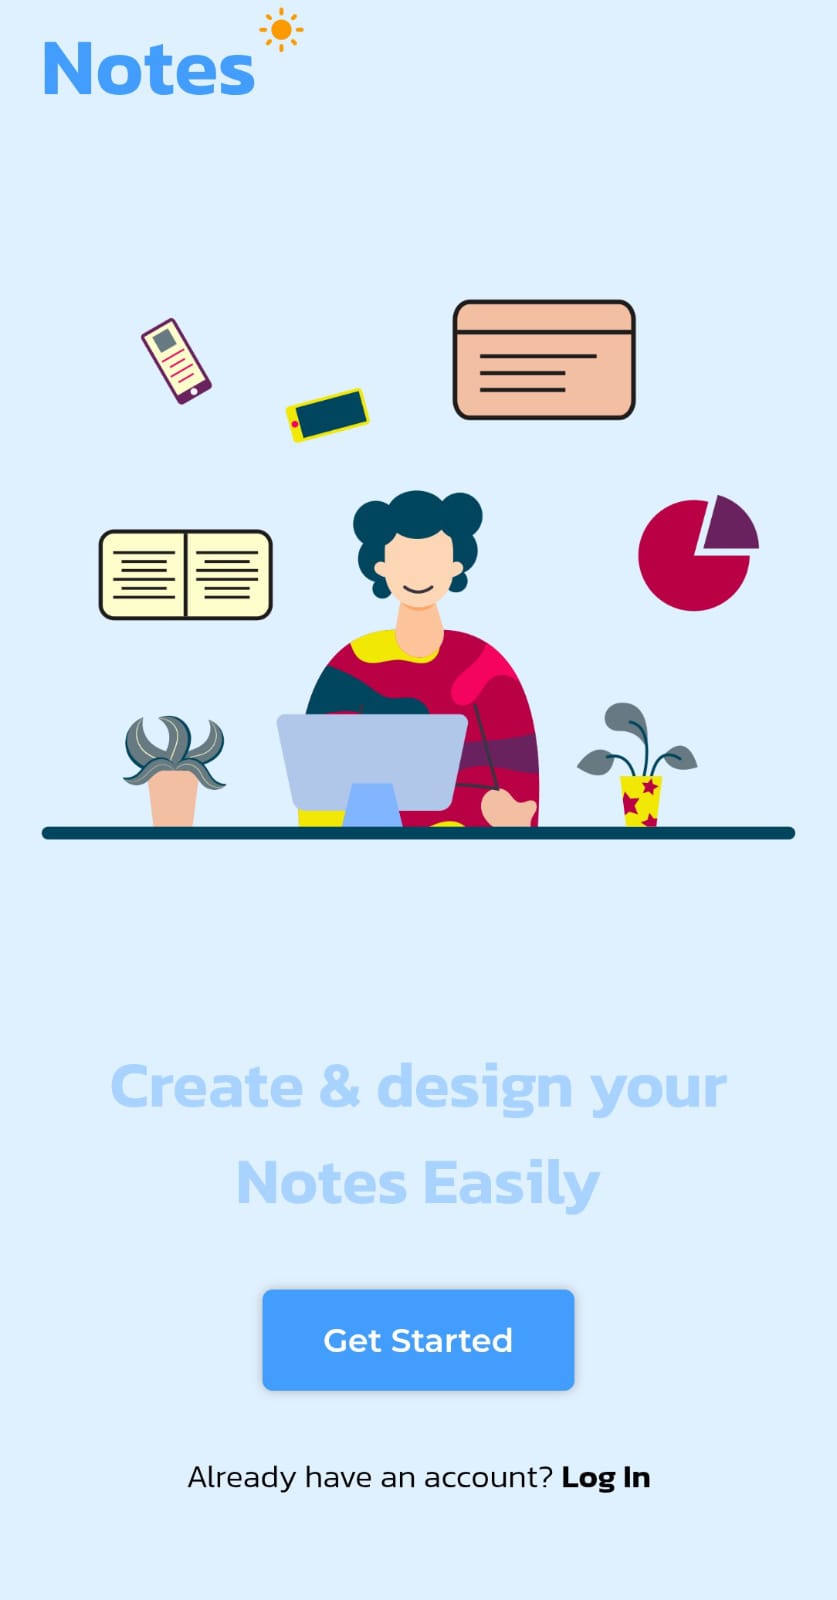 Notes
Create & design your
Notes Easily
Get Started
Already have an account? Log In